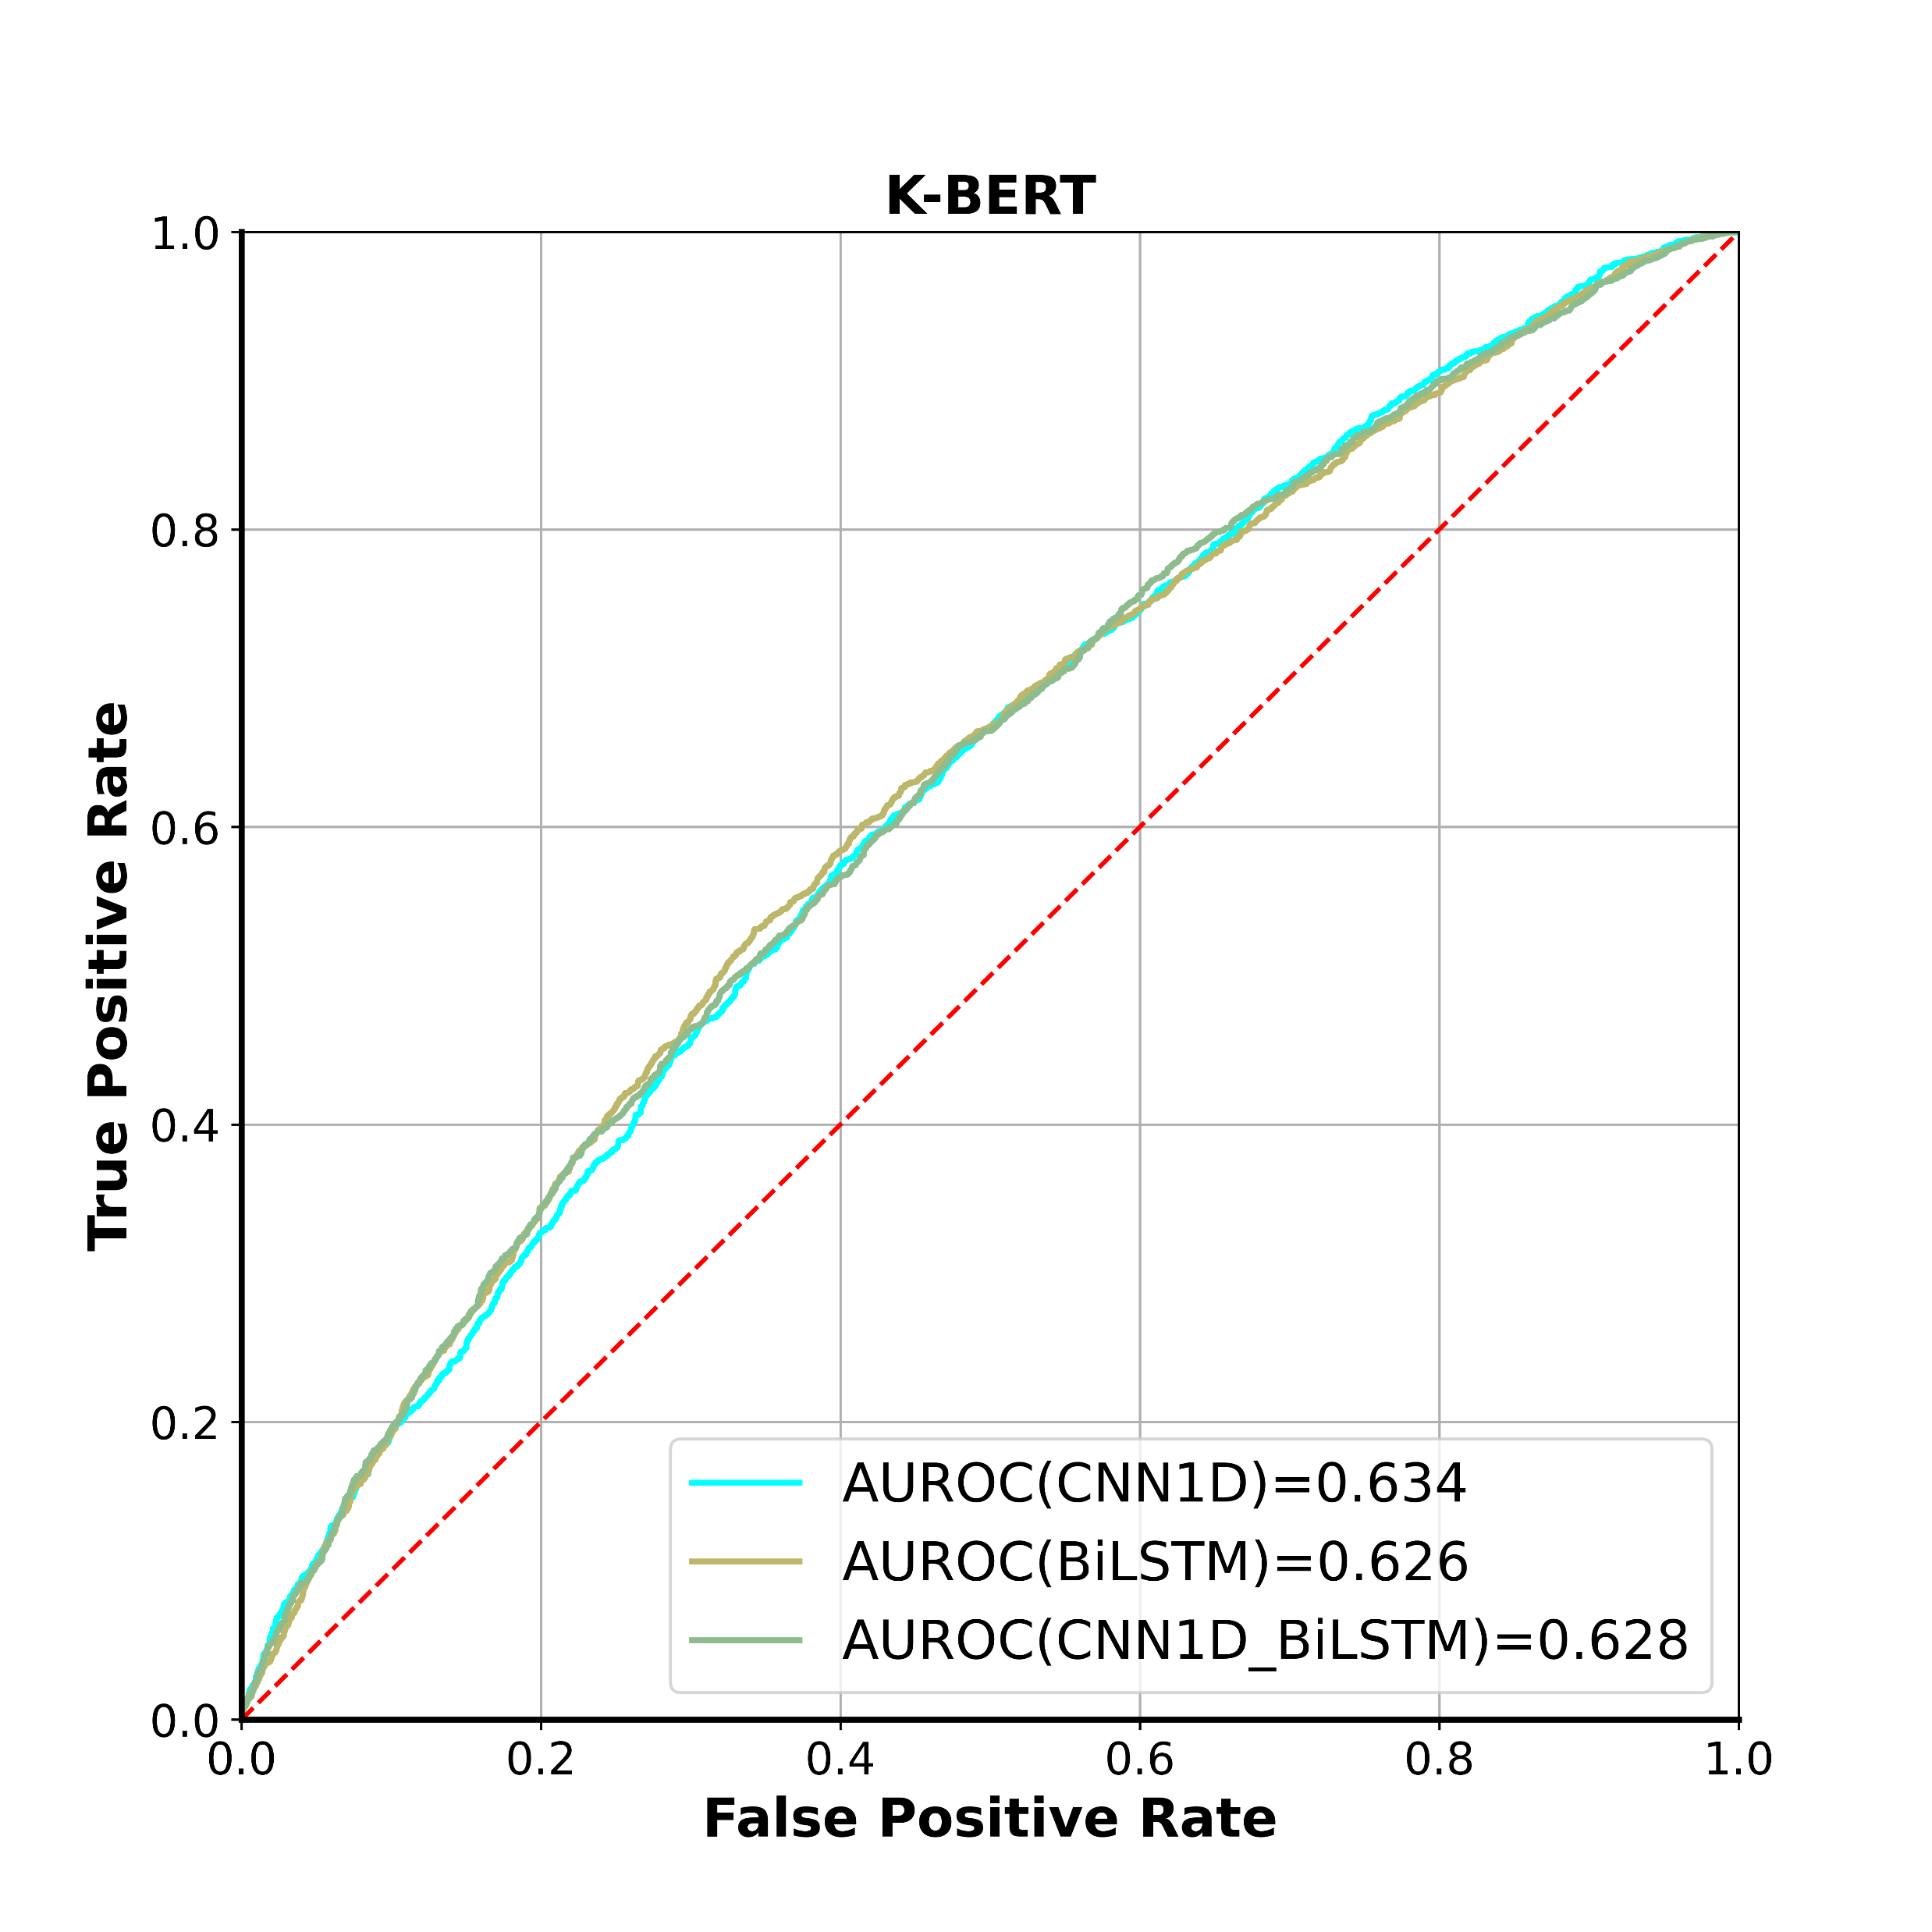 K-BERT
1.0
0.8
0.6
0.4
0.2
0.0
True Positive Rate
AUROC(CNN1D)=0.634
AUROC(BiLSTM)=0.626
AUROC(CNN1D_BiLSTM)=0.628
0.0 0.2 0.4 0.6 0.8 1.0
False Positive Rate